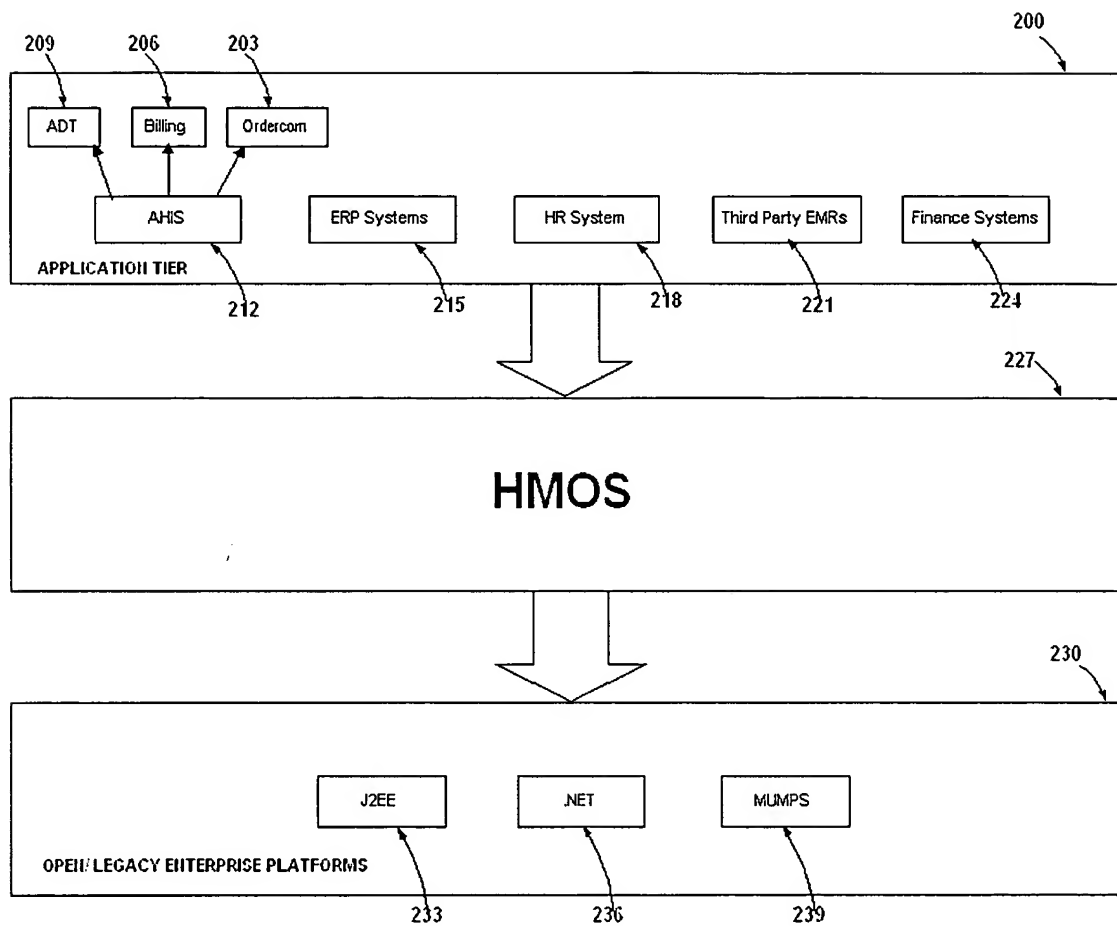 209 206 203 200
ADT Billing Ordercom
AHIS ERP Systems HR System Third Party EMRs Finance Systems
APPLICATION TIER
212 215 218 221 224
227
HMOS
230
J2EE .NET MUMPS
OPEN/LEGACY ENTERPRISE PLATFORMS
233 236 239